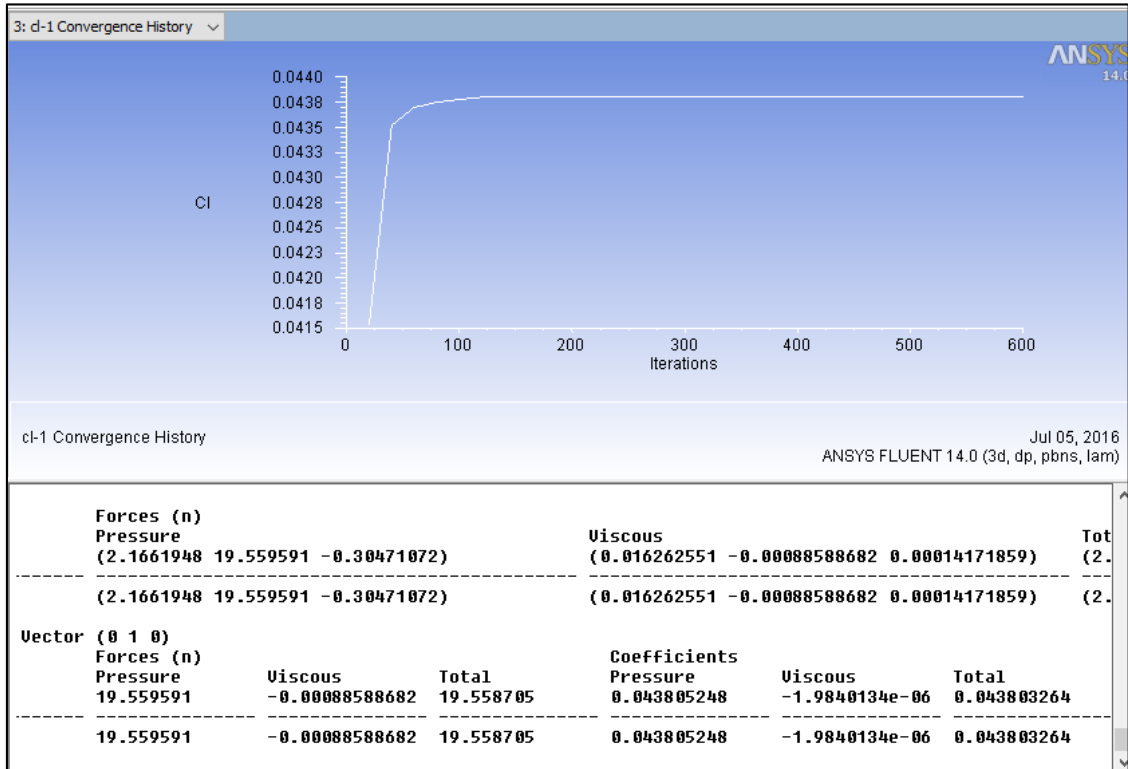 3: cl-1 Convergence History
ANSYS
14.0
0.0440
0.0438
0.0435
0.0433
0.0430
Cl
0.0428
0.0425
0.0423
0.0420
0.0418
0.0415
0 100 200 300 400 500 600
Iterations
cl-1 Convergence History
Jul 05, 2016
ANSYS FLUENT 14.0 (3d, dp, pbns, lam)
Forces (n)
Pressure Viscous Tot
(2.1661948 19.559591 -0.30471072) (0.016262551 -0.00088588682 0.00014171859) (2.
------- ---------------------------------------- ---------------------------------------- ---
(2.1661948 19.559591 -0.30471072) (0.016262551 -0.00088588682 0.00014171859) (2.
Vector (0 1 0)
Forces (n) Coefficients
Pressure Viscous Total Pressure Viscous Total
19.559591 -0.00088588682 19.558705 0.043805248 -1.9840134e-06 0.043803264
------- -------------- -------------- -------------- -------------- -------------- --------------
19.559591 -0.00088588682 19.558705 0.043805248 -1.9840134e-06 0.043803264